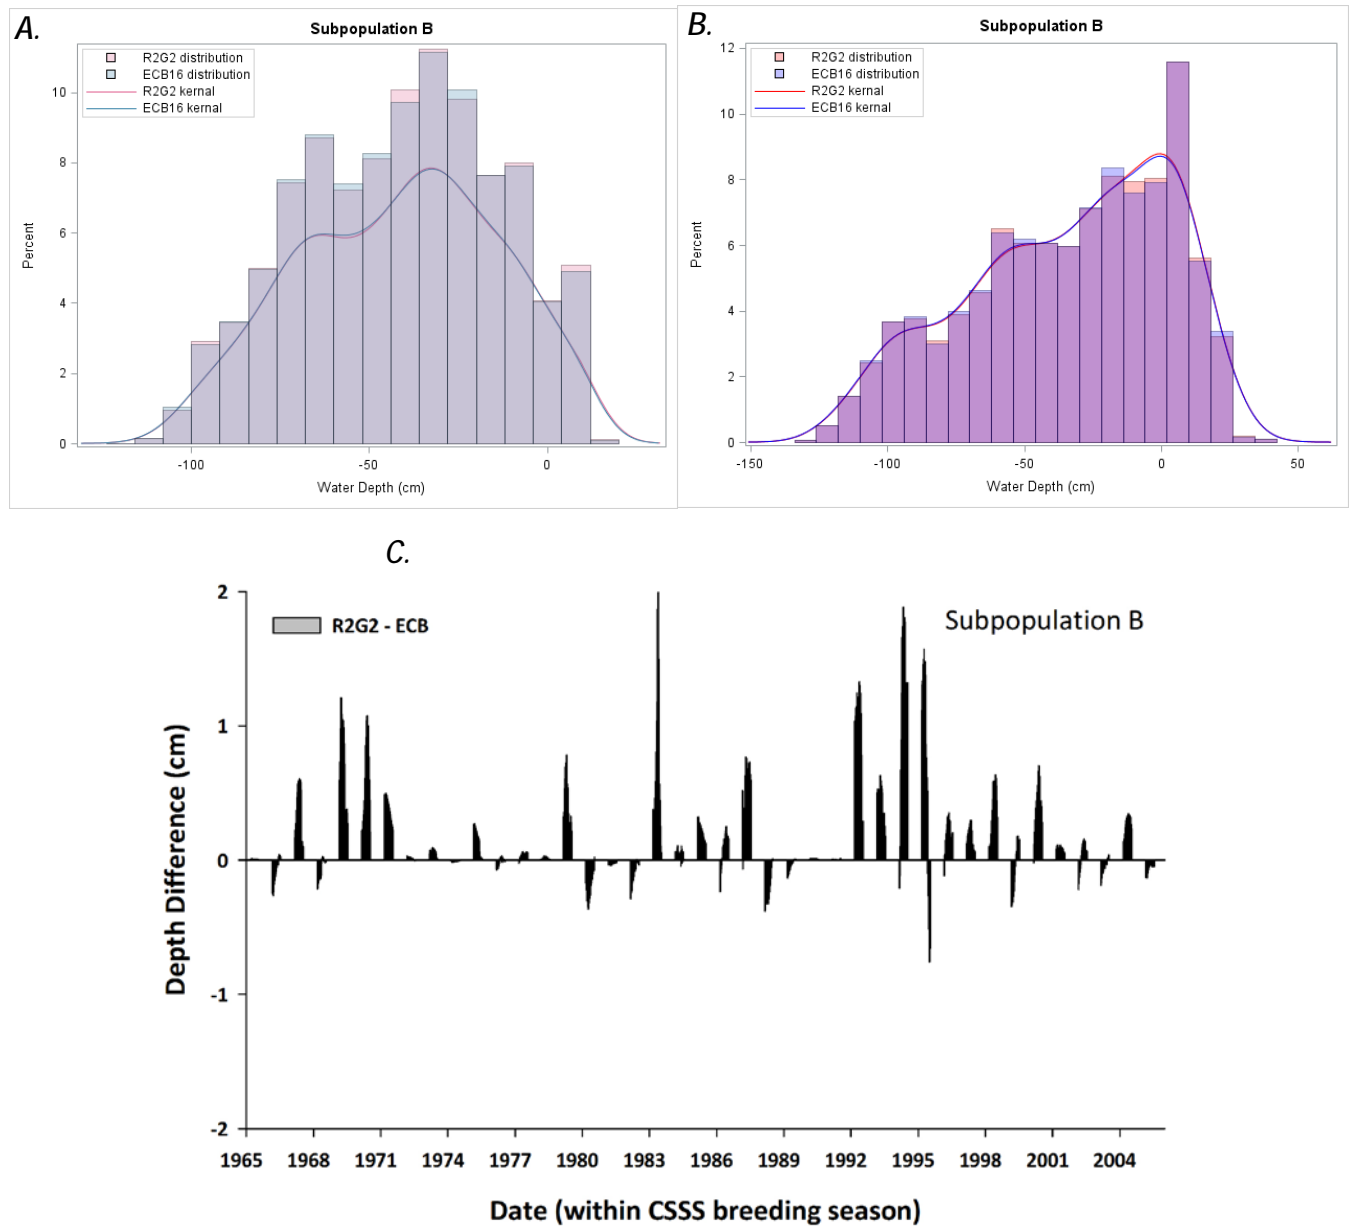 A.
Subpopulation B
R2G2 distribution
ECB16 distribution
R2G2 kernal
ECB16 kernal
10
8
6
4
2
0
Percent
-100 -50 0
Water Depth (cm)
B.
Subpopulation B
R2G2 distribution
ECB16 distribution
R2G2 kernal
ECB16 kernal
12
10
8
6
4
2
0
Percent
-150 -100 -50 0 50
Water Depth (cm)
C.
R2G2 - ECB
Subpopulation B
2
1
0
-1
-2
Depth Difference (cm)
1965 1968 1971 1974 1977 1980 1983 1986 1989 1992 1995 1998 2001 2004
Date (within CSSS breeding season)